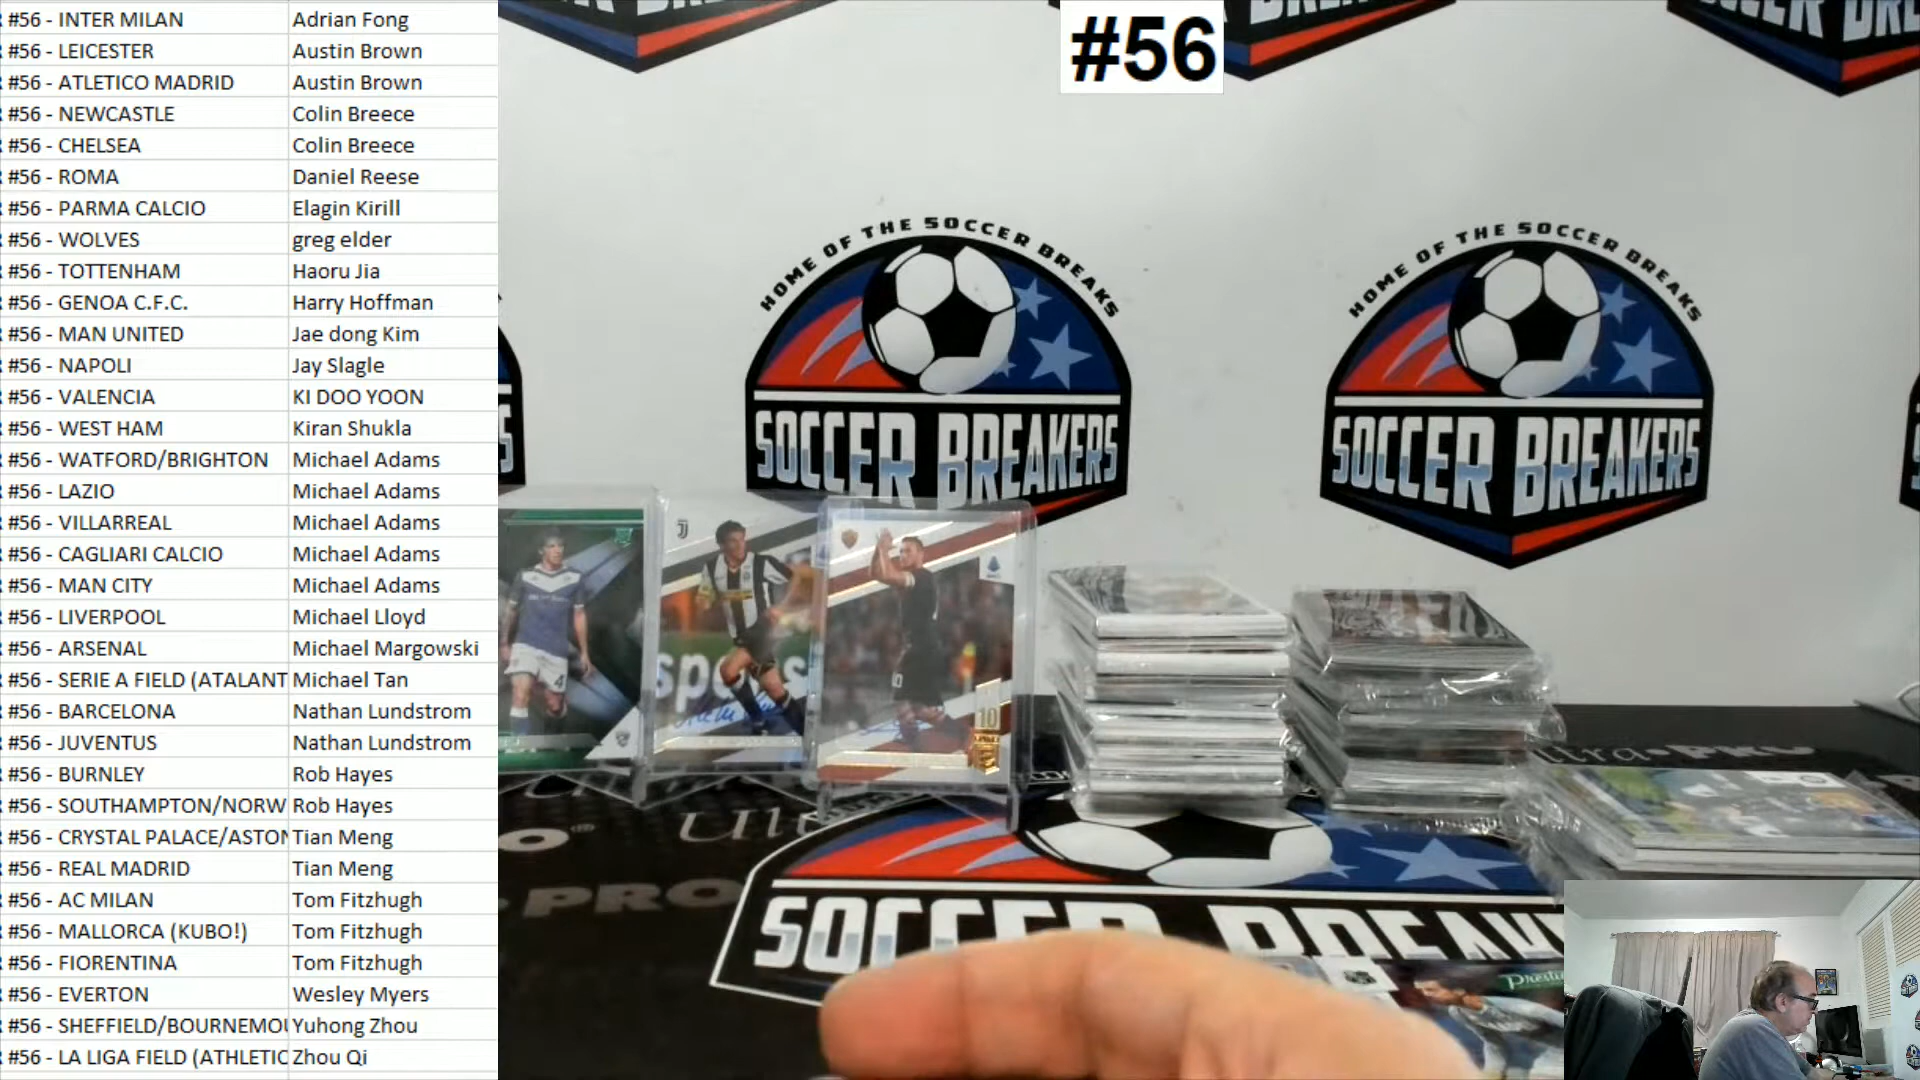 #56 - INTER MILAN Adrian Fong
#56 - LEICESTER Austin Brown
#56 - ATLETICO MADRID Austin Brown
#56 - NEWCASTLE Colin Breece
#56 - CHELSEA Colin Breece
#56 - ROMA Daniel Reese
#56 - PARMA CALCIO Elagin Kirill
#56 - WOLVES greg elder
#56 - TOTTENHAM Haoru Jia
#56 - GENOA C.F.C. Harry Hoffman
#56 - MAN UNITED Jae dong Kim
#56 - NAPOLI Jay Slagle
#56 - VALENCIA KI DOO YOON
#56 - WEST HAM Kiran Shukla
#56 - WATFORD/BRIGHTON Michael Adams
#56 - LAZIO Michael Adams
#56 - VILLARREAL Michael Adams
#56 - CAGLIARI CALCIO Michael Adams
#56 - MAN CITY Michael Adams
#56 - LIVERPOOL Michael Lloyd
#56 - ARSENAL Michael Margowski
#56 - SERIE A FIELD (ATALANT Michael Tan
#56 - BARCELONA Nathan Lundstrom
#56 - JUVENTUS Nathan Lundstrom
#56 - BURNLEY Rob Hayes
#56 - SOUTHAMPTON/NORW Rob Hayes
#56 - CRYSTAL PALACE/ASTON Tian Meng
#56 - REAL MADRID Tian Meng
#56 - AC MILAN Tom Fitzhugh
#56 - MALLORCA (KUBO!) Tom Fitzhugh
#56 - FIORENTINA Tom Fitzhugh
#56 - EVERTON Wesley Myers
#56 - SHEFFIELD/BOURNEMOU Yuhong Zhou
#56 - LA LIGA FIELD (ATHLETIC Zhou Qi
#56
HOME OF THE SOCCER BREAKS
SOCCER BREAKERS
HOME OF THE SOCCER BREAKS
SOCCER BREAKERS
sports
10
Ultra PRO
PRO
SOCCER BREAKE